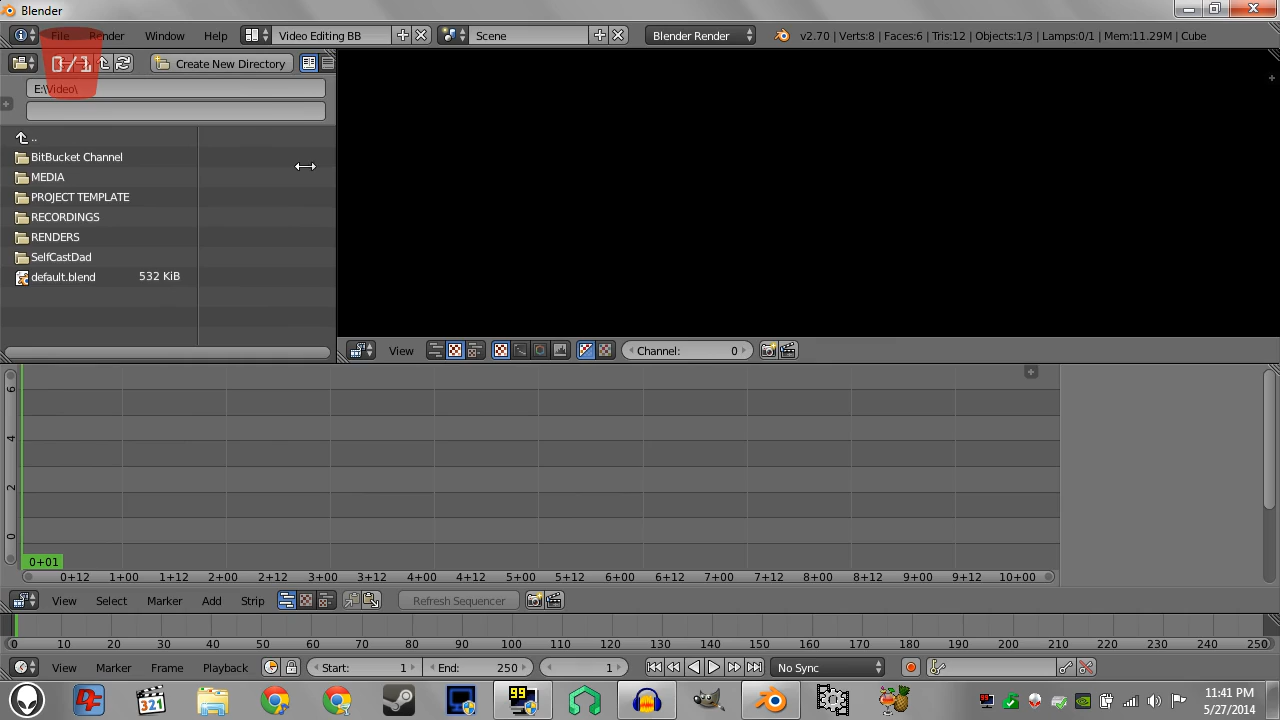 Blender
File Render Window Help Video Editing BB Scene Blender Render v2.70 | Verts:8 | Faces:6 | Tris:12 | Objects:1/3 | Lamps:0/1 | Mem:11.29M | Cube
0/1 Create New Directory
E:\Video\
..
BitBucket Channel
MEDIA
PROJECT TEMPLATE
RECORDINGS
RENDERS
SelfCastDad
default.blend 532 KiB
View Channel: 0
6
4
2
0
0+01
0+12 1+00 1+12 2+00 2+12 3+00 3+12 4+00 4+12 5+00 5+12 6+00 6+12 7+00 7+12 8+00 8+12 9+00 9+12 10+00
View Select Marker Add Strip Refresh Sequencer
0 10 20 30 40 50 60 70 80 90 100 110 120 130 140 150 160 170 180 190 200 210 220 230 240 250
View Marker Frame Playback Start: 1 End: 250 1 No Sync
DF 321 99
11:41 PM
5/27/2014